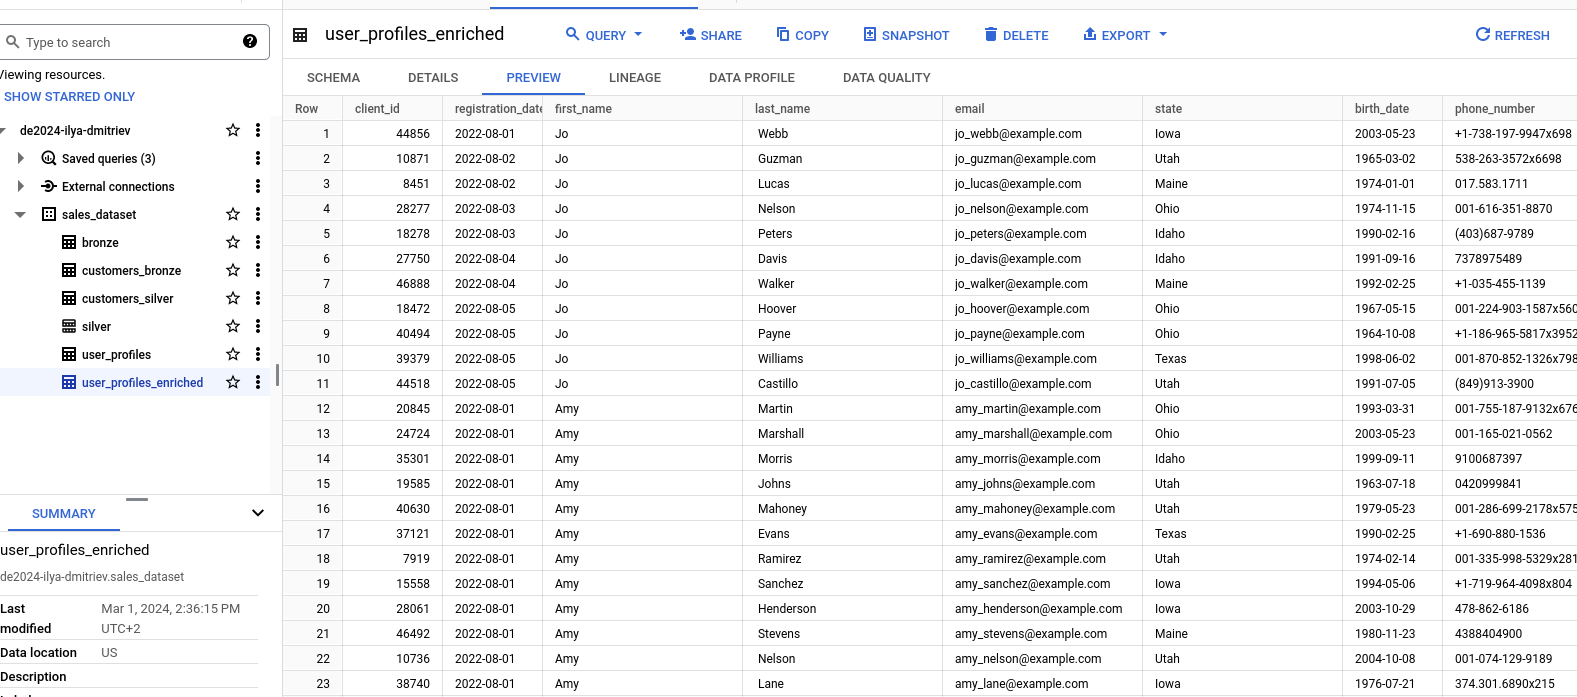 Type to search
Viewing resources.
SHOW STARRED ONLY
de2024-ilya-dmitriev
Saved queries (3)
External connections
sales_dataset
bronze
customers_bronze
customers_silver
silver
user_profiles
user_profiles_enriched
SUMMARY
user_profiles_enriched
de2024-ilya-dmitriev.sales_dataset
Last modified Mar 1, 2024, 2:36:15 PM UTC+2
Data location US
Description
user_profiles_enriched QUERY SHARE COPY SNAPSHOT DELETE EXPORT REFRESH
SCHEMA DETAILS PREVIEW LINEAGE DATA PROFILE DATA QUALITY
Row client_id registration_date first_name last_name email state birth_date phone_number
1 44856 2022-08-01 Jo Webb jo_webb@example.com Iowa 2003-05-23 +1-738-197-9947x698
2 10871 2022-08-02 Jo Guzman jo_guzman@example.com Utah 1965-03-02 538-263-3572x6698
3 8451 2022-08-02 Jo Lucas jo_lucas@example.com Maine 1974-01-01 017.583.1711
4 28277 2022-08-03 Jo Nelson jo_nelson@example.com Ohio 1974-11-15 001-616-351-8870
5 18278 2022-08-03 Jo Peters jo_peters@example.com Idaho 1990-02-16 (403)687-9789
6 27750 2022-08-04 Jo Davis jo_davis@example.com Idaho 1991-09-16 7378975489
7 46888 2022-08-04 Jo Walker jo_walker@example.com Maine 1992-02-25 +1-035-455-1139
8 18472 2022-08-05 Jo Hoover jo_hoover@example.com Ohio 1967-05-15 001-224-903-1587x560
9 40494 2022-08-05 Jo Payne jo_payne@example.com Ohio 1964-10-08 +1-186-965-5817x3952
10 39379 2022-08-05 Jo Williams jo_williams@example.com Texas 1998-06-02 001-870-852-1326x798
11 44518 2022-08-05 Jo Castillo jo_castillo@example.com Utah 1991-07-05 (849)913-3900
12 20845 2022-08-01 Amy Martin amy_martin@example.com Ohio 1993-03-31 001-755-187-9132x676
13 24724 2022-08-01 Amy Marshall amy_marshall@example.com Ohio 2003-05-23 001-165-021-0562
14 35301 2022-08-01 Amy Morris amy_morris@example.com Idaho 1999-09-11 9100687397
15 19585 2022-08-01 Amy Johns amy_johns@example.com Utah 1963-07-18 0420999841
16 40630 2022-08-01 Amy Mahoney amy_mahoney@example.com Utah 1979-05-23 001-286-699-2178x575
17 37121 2022-08-01 Amy Evans amy_evans@example.com Texas 1990-02-25 +1-690-880-1536
18 7919 2022-08-01 Amy Ramirez amy_ramirez@example.com Utah 1974-02-14 001-335-998-5329x281
19 15558 2022-08-01 Amy Sanchez amy_sanchez@example.com Iowa 1994-05-06 +1-719-964-4098x804
20 28061 2022-08-01 Amy Henderson amy_henderson@example.com Iowa 2003-10-29 478-862-6186
21 46492 2022-08-01 Amy Stevens amy_stevens@example.com Maine 1980-11-23 4388404900
22 10736 2022-08-01 Amy Nelson amy_nelson@example.com Utah 2004-10-08 001-074-129-9189
23 38740 2022-08-01 Amy Lane amy_lane@example.com Iowa 1976-07-21 374.301.6890x215